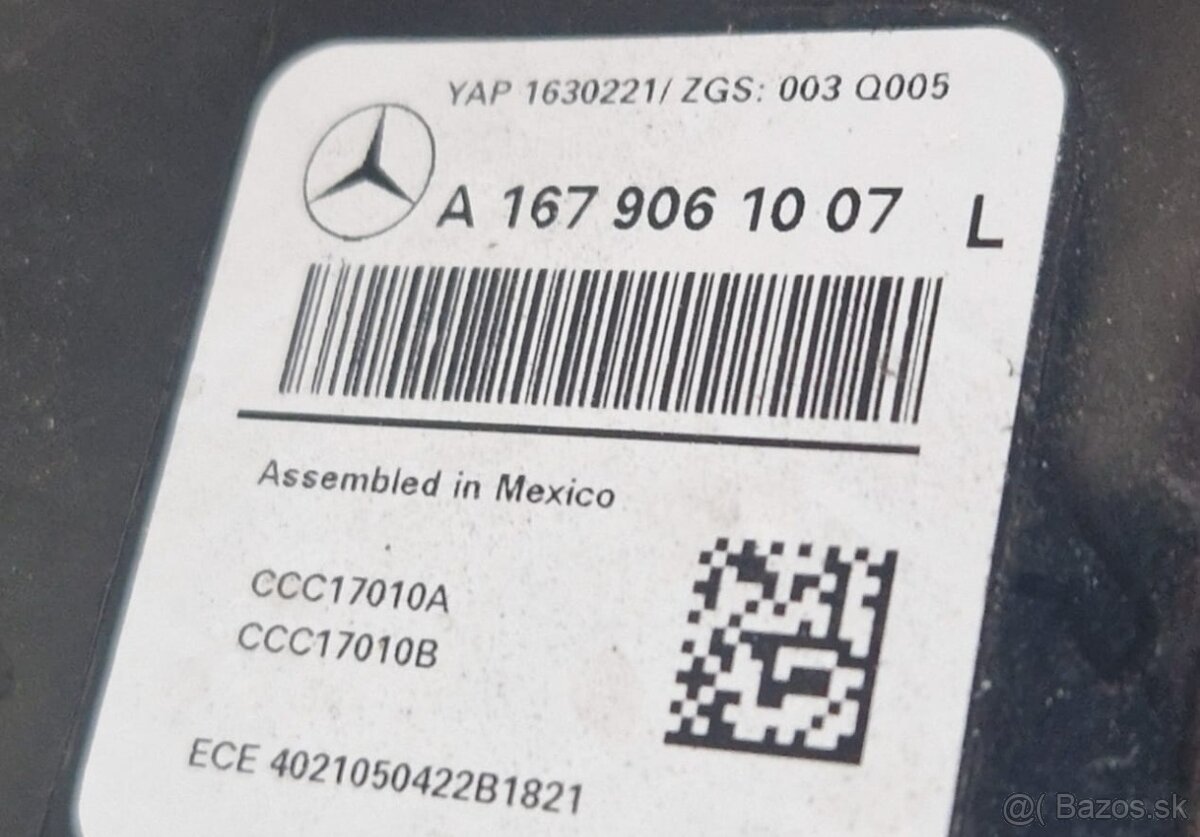 YAP 1630221/ ZGS: 003 Q005
A 167 906 10 07 L
Assembled in Mexico
CCC17010A
CCC17010B
ECE 4021050422B1821
@( Bazos.sk